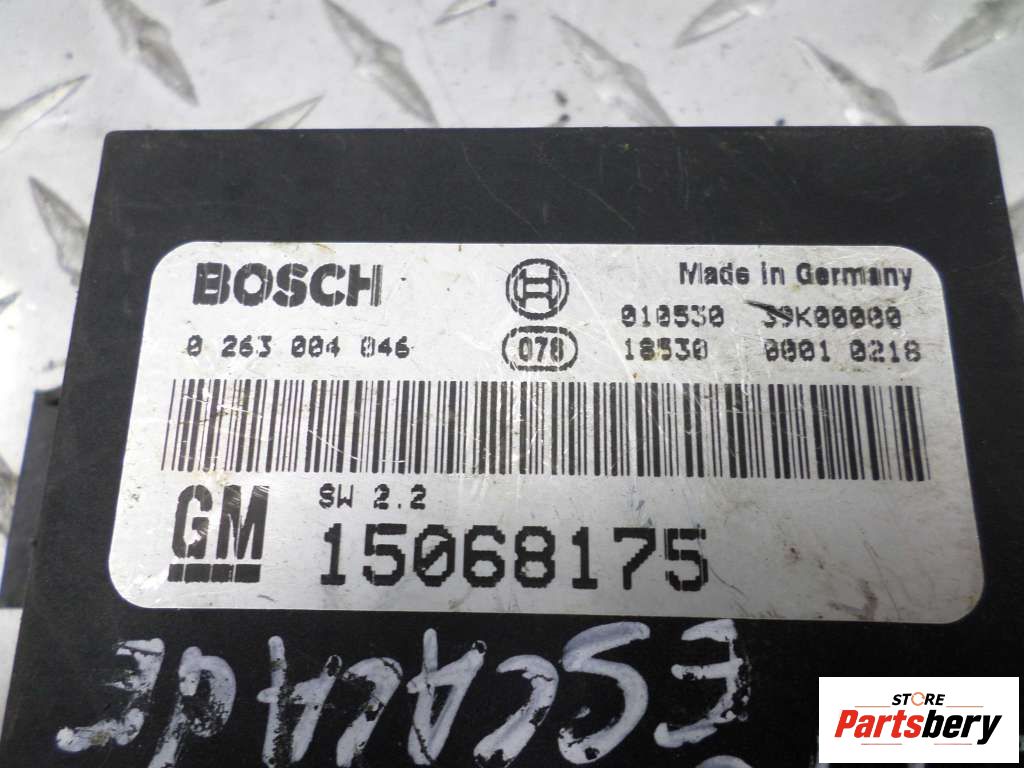 BOSCH
Made in Germany
010530 39K00000
0 263 004 046
078
18530 0001 0218
GM
SW 2.2
15068175
ESCALADE
STORE
Partsbery